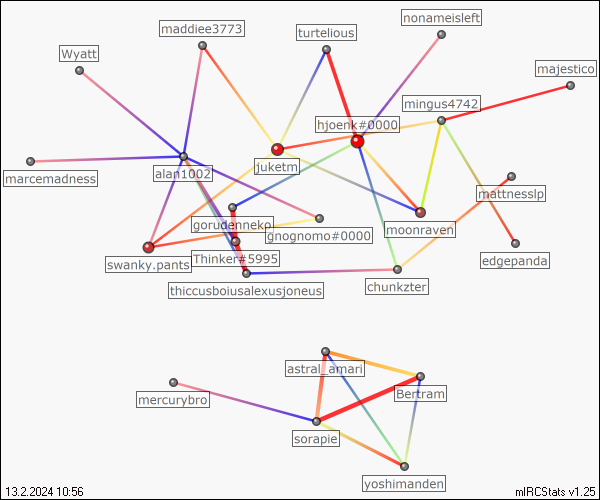 nonameisleft
maddiee3773
turtelious
Wyatt
majestico
mingus4742
hjoenk#0000
juketm
alan1002
marcemadness
mattnesslp
gorudenneko
moonraven
gnognomo#0000
Thinker#5995
swanky.pants
edgepanda
chunkzter
thiccusboiusalexusjoneus
astral_amari
Bertram
mercurybro
sorapie
yoshimanden
13.2.2024 10:56
mIRCStats v1.25